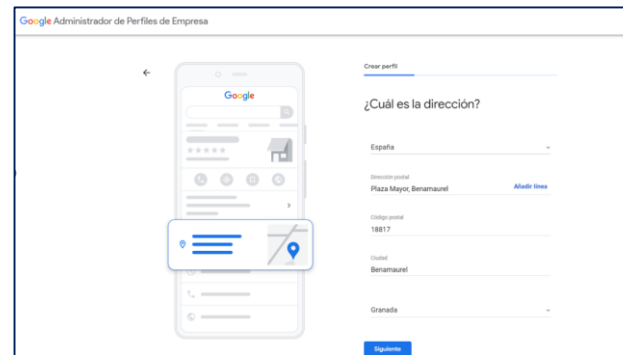 Google Administrador de Perfiles de Empresa
Google
Crear perfil
¿Cuál es la dirección?
España
Dirección postal
Plaza Mayor, Benamaurel
Añadir línea
Código postal
18817
Ciudad
Benamaurel
Granada
Siguiente